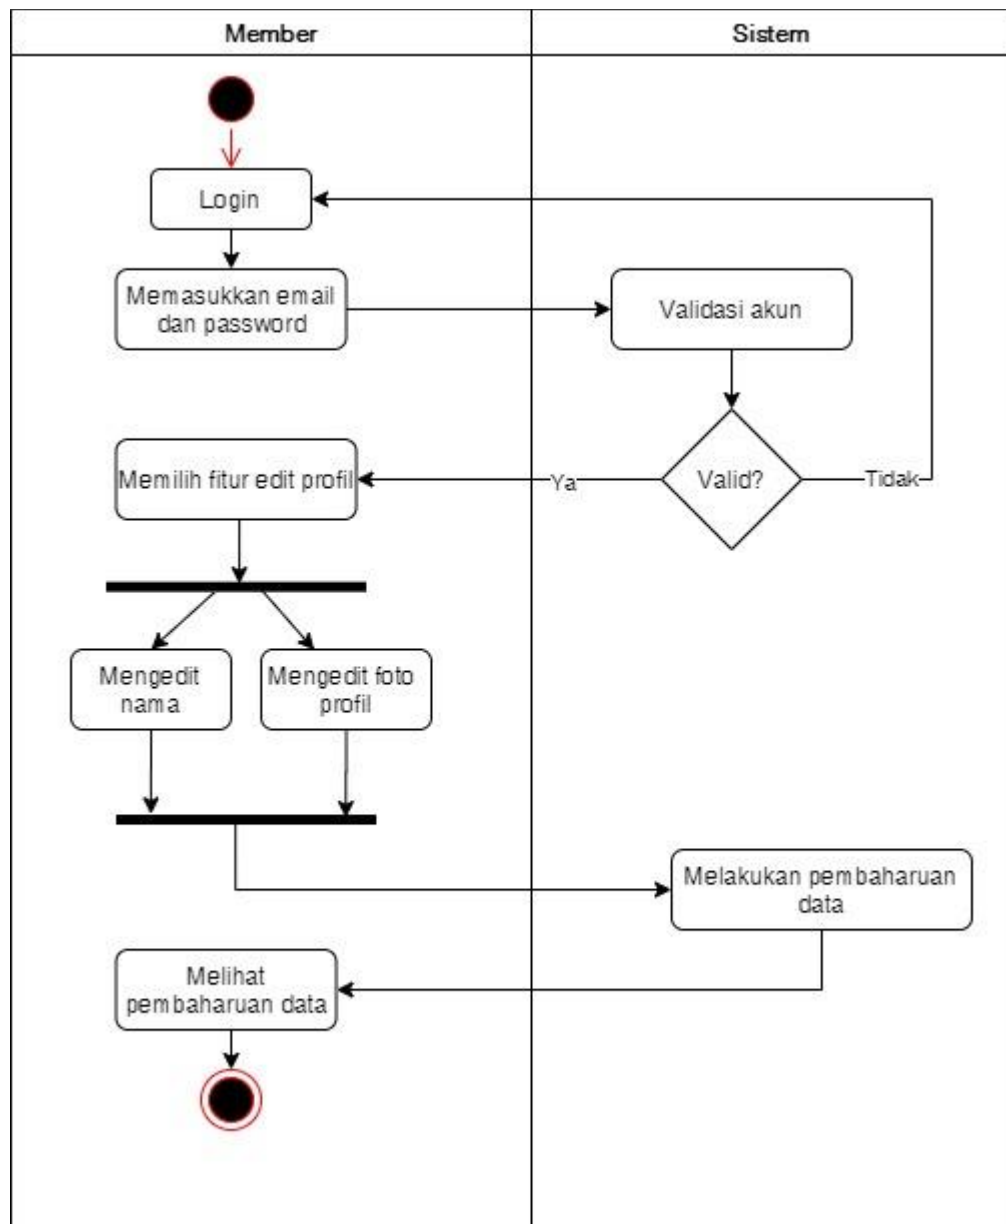 Member
Sistem
Login
Memasukkan email
dan password
Validasi akun
Memilih fitur edit profil
Ya
Valid?
Tidak
Mengedit
nama
Mengedit foto
profil
Melakukan pembaharuan
data
Melihat
pembaharuan data